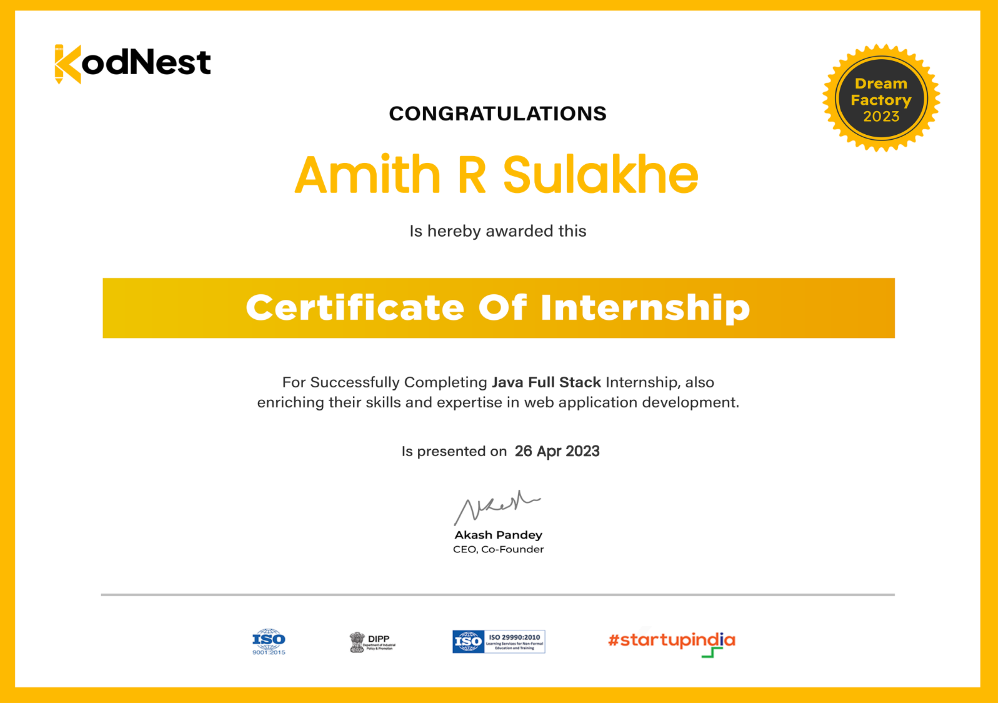 KodNest
Dream
Factory
2023
CONGRATULATIONS
Amith R Sulakhe
Is hereby awarded this
Certificate Of Internship
For Successfully Completing Java Full Stack Internship, also
enriching their skills and expertise in web application development.
Is presented on 26 Apr 2023
Akash Pandey
CEO, Co-Founder
ISO
9001:2015
DIPP
Department of Industrial
Policy & Promotion
ISO
ISO 29990:2010
Learning Services for Non-Formal
Education and Training
#startupindia